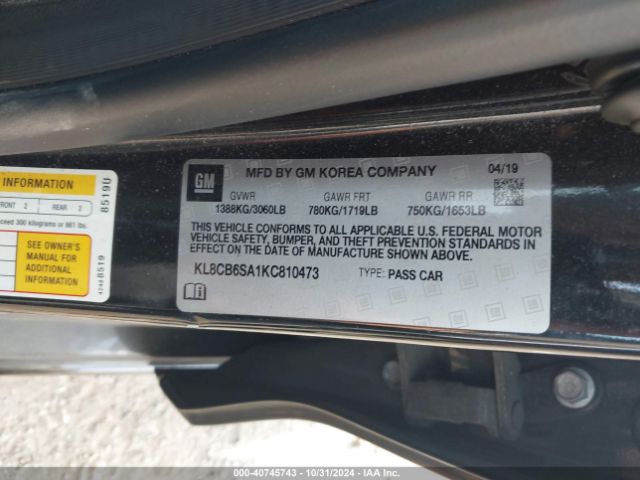 INFORMATION
FRONT 2 REAR 2
exceed 300 kilograms or 661 lbs.
SEE OWNER'S
MANUAL FOR
ADDITIONAL
INFORMATION
8519U
4248519
GM
MFD BY GM KOREA COMPANY 04/19
GVWR GAWR FRT GAWR RR
1388KG/3060LB 780KG/1719LB 750KG/1653LB
THIS VEHICLE CONFORMS TO ALL APPLICABLE U.S. FEDERAL MOTOR
VEHICLE SAFETY, BUMPER, AND THEFT PREVENTION STANDARDS IN
EFFECT ON THE DATE OF MANUFACTURE SHOWN ABOVE.
KL8CB6SA1KC810473 TYPE: PASS CAR
000-40745743 / 10/31/2024 - IAA Inc.